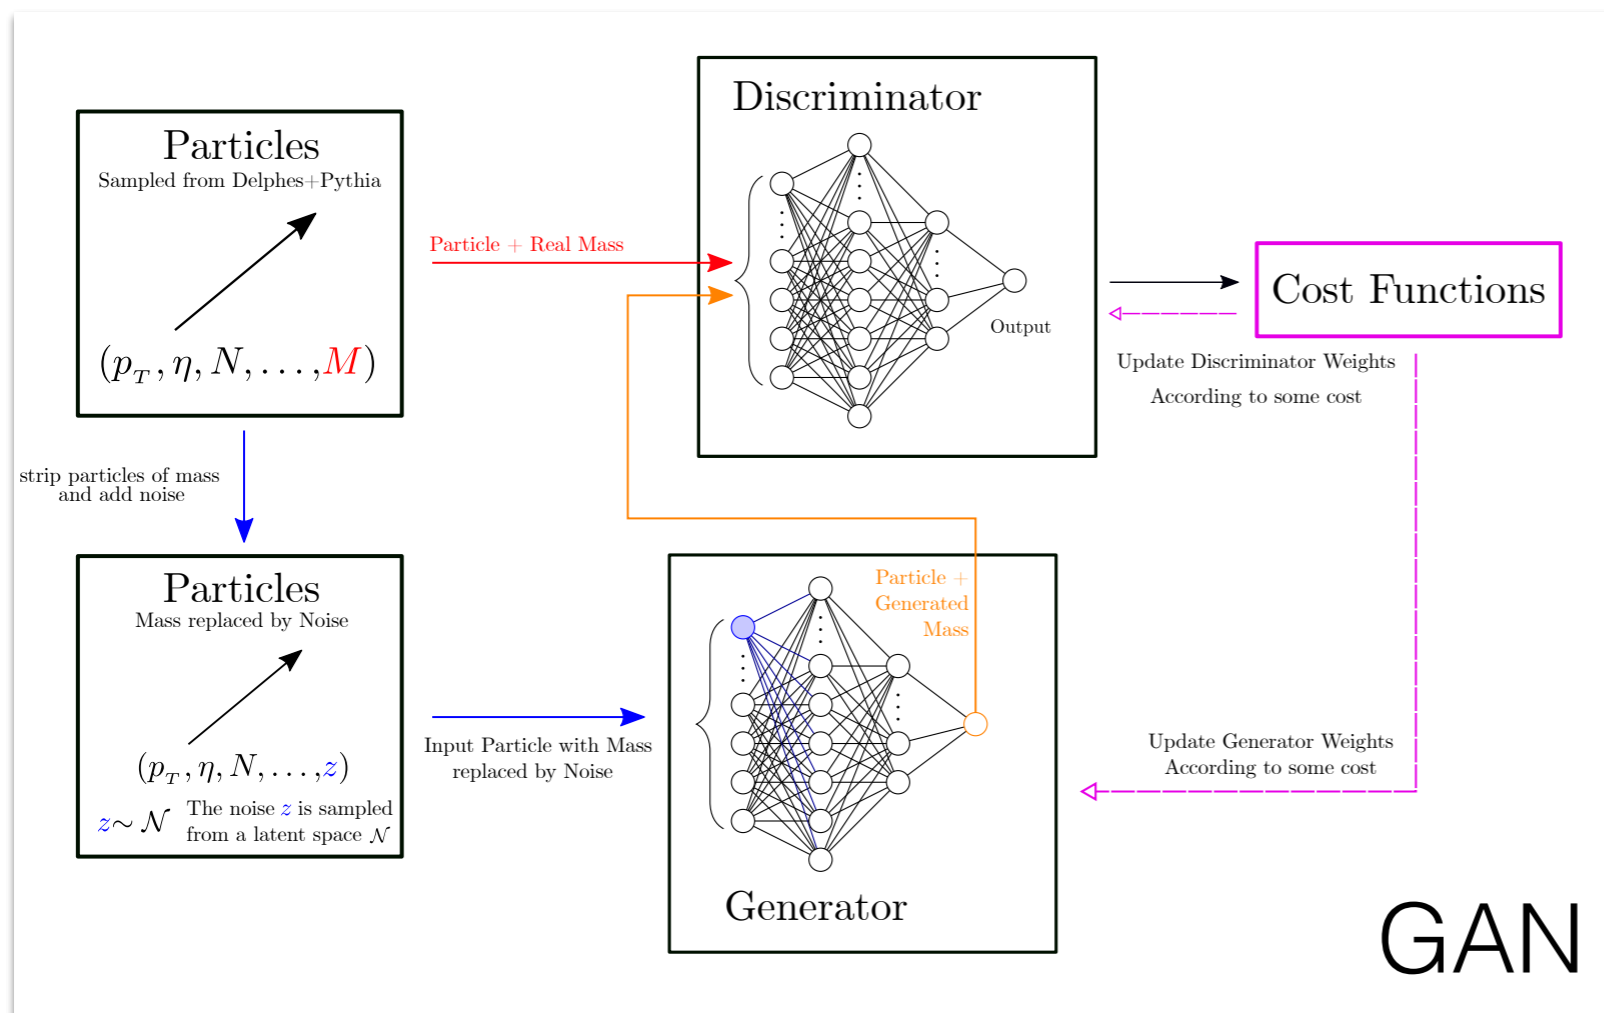 Particles
Sampled from Delphes+Pythia
(p_T, η, N, . . . ,M)
strip particles of mass
and add noise
Particles
Mass replaced by Noise
(p_T, η, N, . . . ,z)
z∼ 𝒩
The noise z is sampled
from a latent space 𝒩
Particle + Real Mass
Discriminator
Output
Cost Functions
Update Discriminator Weights
According to some cost
Input Particle with Mass
replaced by Noise
Particle +
Generated
Mass
Generator
Update Generator Weights
According to some cost
GAN